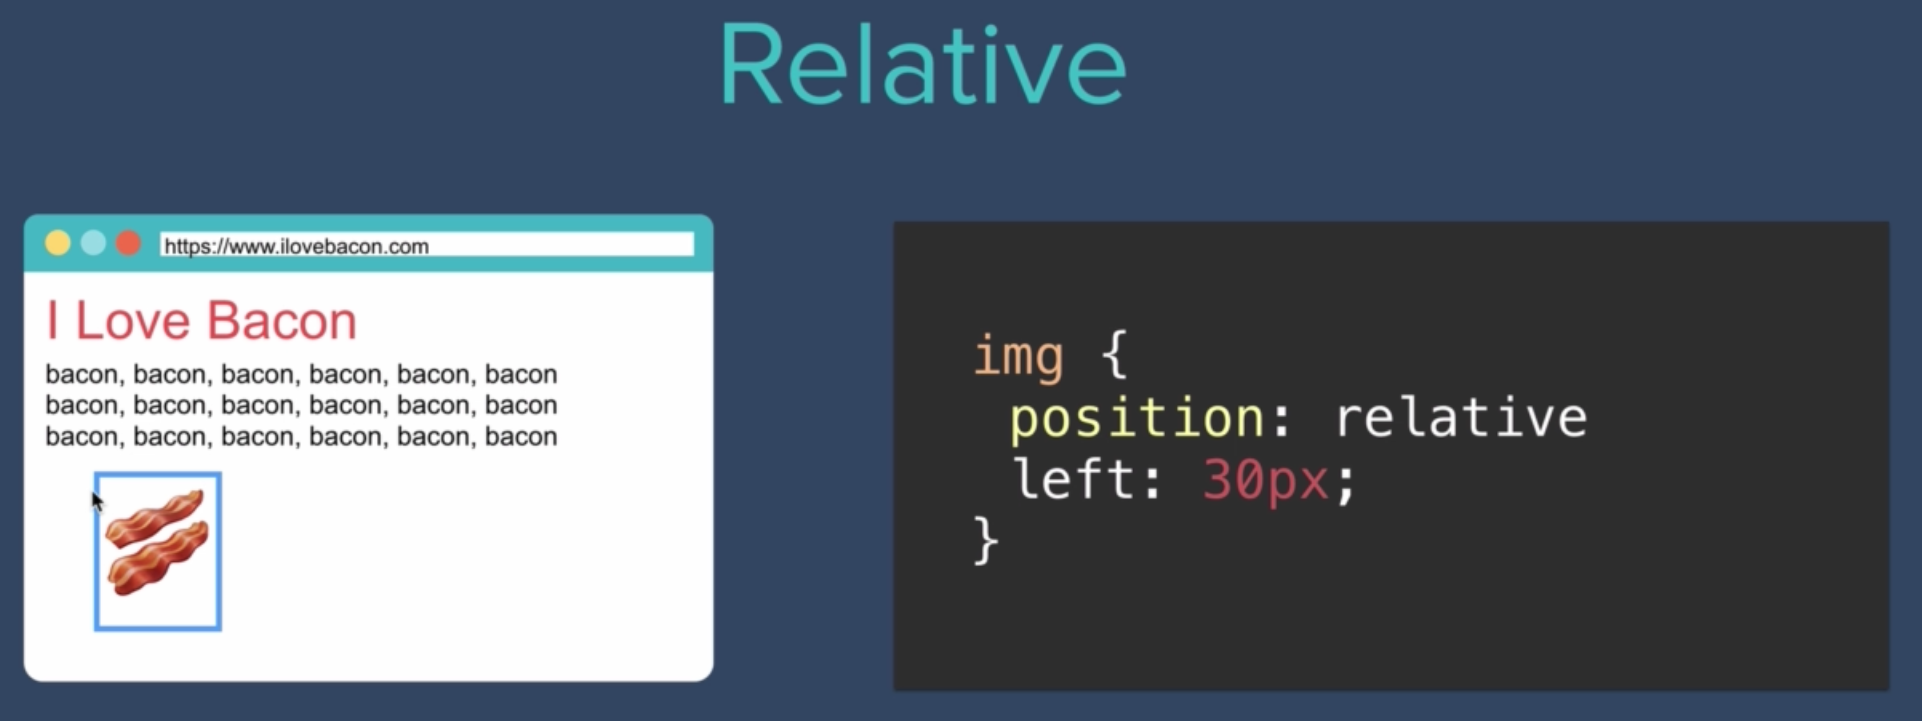 Relative
https://www.ilovebacon.com
I Love Bacon
bacon, bacon, bacon, bacon, bacon, bacon
bacon, bacon, bacon, bacon, bacon, bacon
bacon, bacon, bacon, bacon, bacon, bacon
img {
position: relative
left: 30px;
}